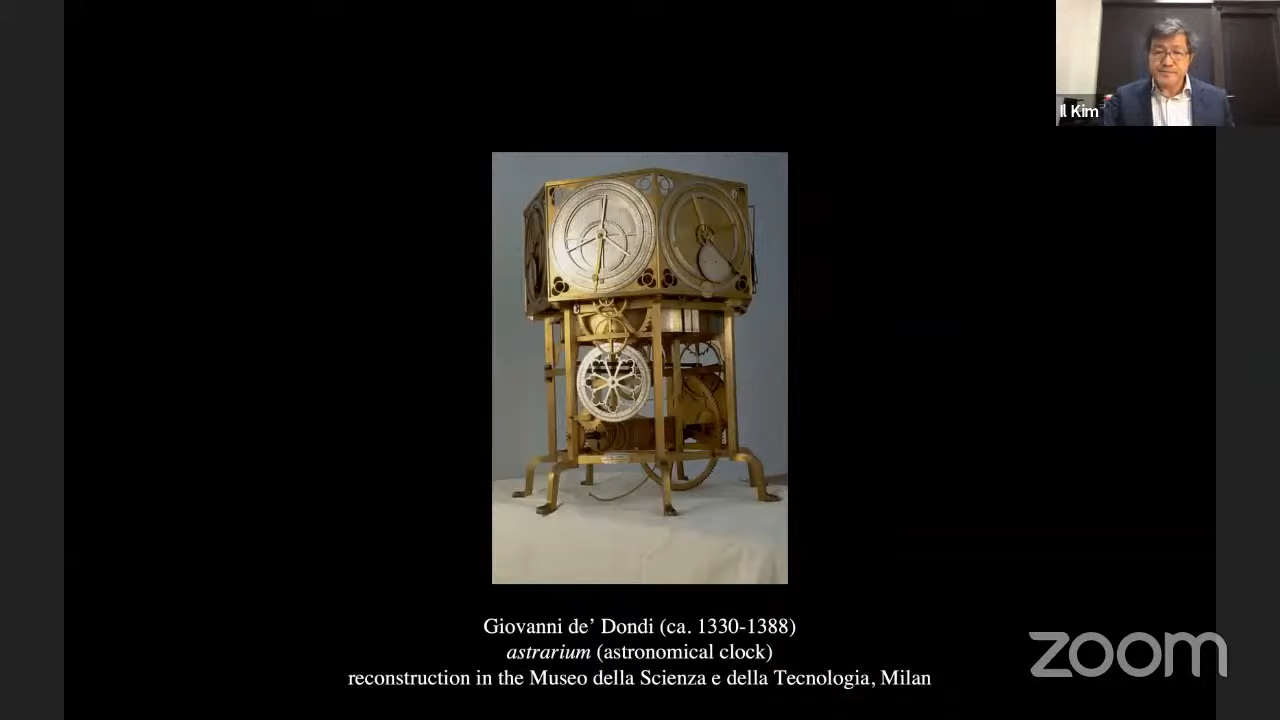 Il Kim
Giovanni de’ Dondi (ca. 1330-1388)
astrarium (astronomical clock)
reconstruction in the Museo della Scienza e della Tecnologia, Milan
zoom